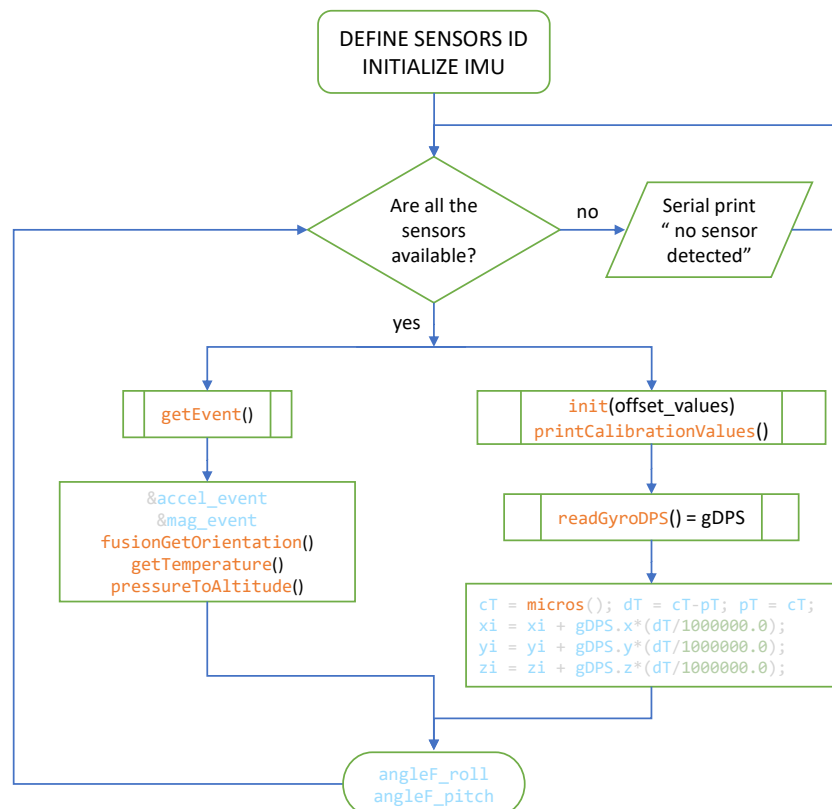 DEFINE SENSORS ID
INITIALIZE IMU
Are all the
sensors
available?
no
Serial print
“ no sensor
detected”
yes
getEvent()
&accel_event
&mag_event
fusionGetOrientation()
getTemperature()
pressureToAltitude()
init(offset_values)
printCalibrationValues()
readGyroDPS() = gDPS
cT = micros(); dT = cT-pT; pT = cT;
xi = xi + gDPS.x*(dT/1000000.0);
yi = yi + gDPS.y*(dT/1000000.0);
zi = zi + gDPS.z*(dT/1000000.0);
angleF_roll
angleF_pitch